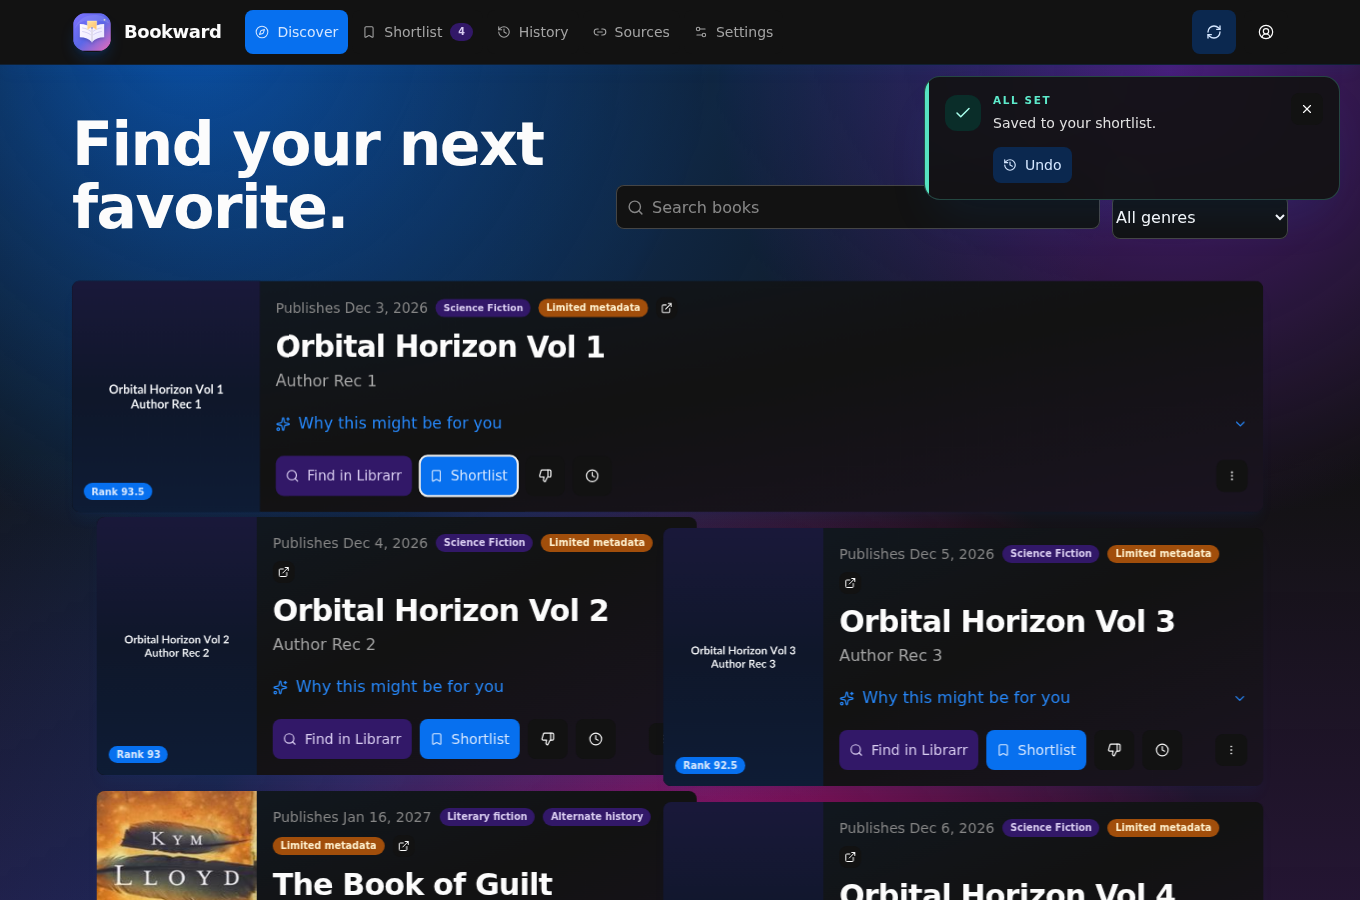 Bookward
Discover
Shortlist 4
History
Sources
Settings
ALL SET
Saved to your shortlist.
Undo
Find your next
favorite.
Search books
All genres
Publishes Dec 3, 2026 Science Fiction Limited metadata
Orbital Horizon Vol 1
Author Rec 1
Why this might be for you
Find in Librarr Shortlist
Orbital Horizon Vol 1
Author Rec 1
Rank 93.5
Publishes Dec 4, 2026 Science Fiction Limited metadata
Orbital Horizon Vol 2
Author Rec 2
Why this might be for you
Find in Librarr Shortlist
Orbital Horizon Vol 2
Author Rec 2
Rank 93
Publishes Dec 5, 2026 Science Fiction Limited metadata
Orbital Horizon Vol 3
Author Rec 3
Why this might be for you
Find in Librarr Shortlist
Orbital Horizon Vol 3
Author Rec 3
Rank 92.5
Publishes Jan 16, 2027 Literary fiction Alternate history
Limited metadata
The Book of Guilt
KYM
LLOYD
Publishes Dec 6, 2026 Science Fiction Limited metadata
Orbital Horizon Vol 4